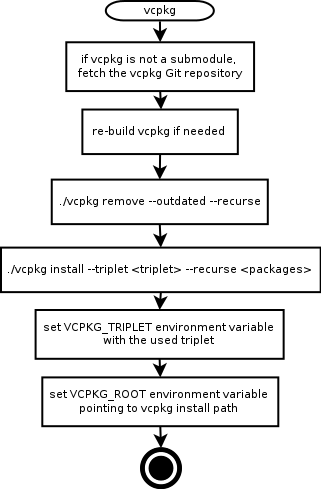 vcpkg
if vcpkg is not a submodule,
fetch the vcpkg Git repository
re-build vcpkg if needed
./vcpkg remove --outdated --recurse
./vcpkg install --triplet <triplet> --recurse <packages>
set VCPKG_TRIPLET environment variable
with the used triplet
set VCPKG_ROOT environment variable
pointing to vcpkg install path